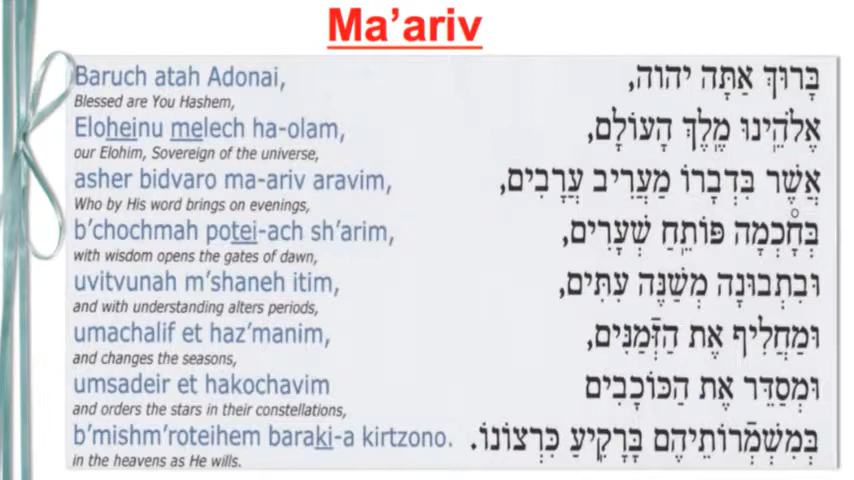 Ma’ariv
Baruch atah Adonai,
Blessed are You Hashem,
Eloheinu melech ha-olam,
our Elohim, Sovereign of the universe,
asher bidvaro ma-ariv aravim,
Who by His word brings on evenings,
b’chochmah potei-ach sh’arim,
with wisdom opens the gates of dawn,
uvitvunah m’shaneh itim,
and with understanding alters periods,
umachalif et haz’manim,
and changes the seasons,
umsadeir et hakochavim
and orders the stars in their constellations,
b’mishm’roteihem baraki-a kirtzono.
in the heavens as He wills.
בָּרוּךְ אַתָּה יהוה,
אֱלֹהֵֽינוּ מֶֽלֶךְ הָעוֹלָם,
אֲשֶׁר בִּדְבָרוֹ מַעֲרִיב עֲרָבִים,
בְּחָכְמָה פּוֹתֵֽחַ שְׁעָרִים,
וּבִתְבוּנָה מְשַׁנֶּה עִתִּים,
וּמַחֲלִיף אֶת הַזְּמַנִּים,
וּמְסַדֵּר אֶת הַכּוֹכָבִים
בְּמִשְׁמְרוֹתֵיהֶם בָּרָקִֽיעַ כִּרְצוֹנוֹ.